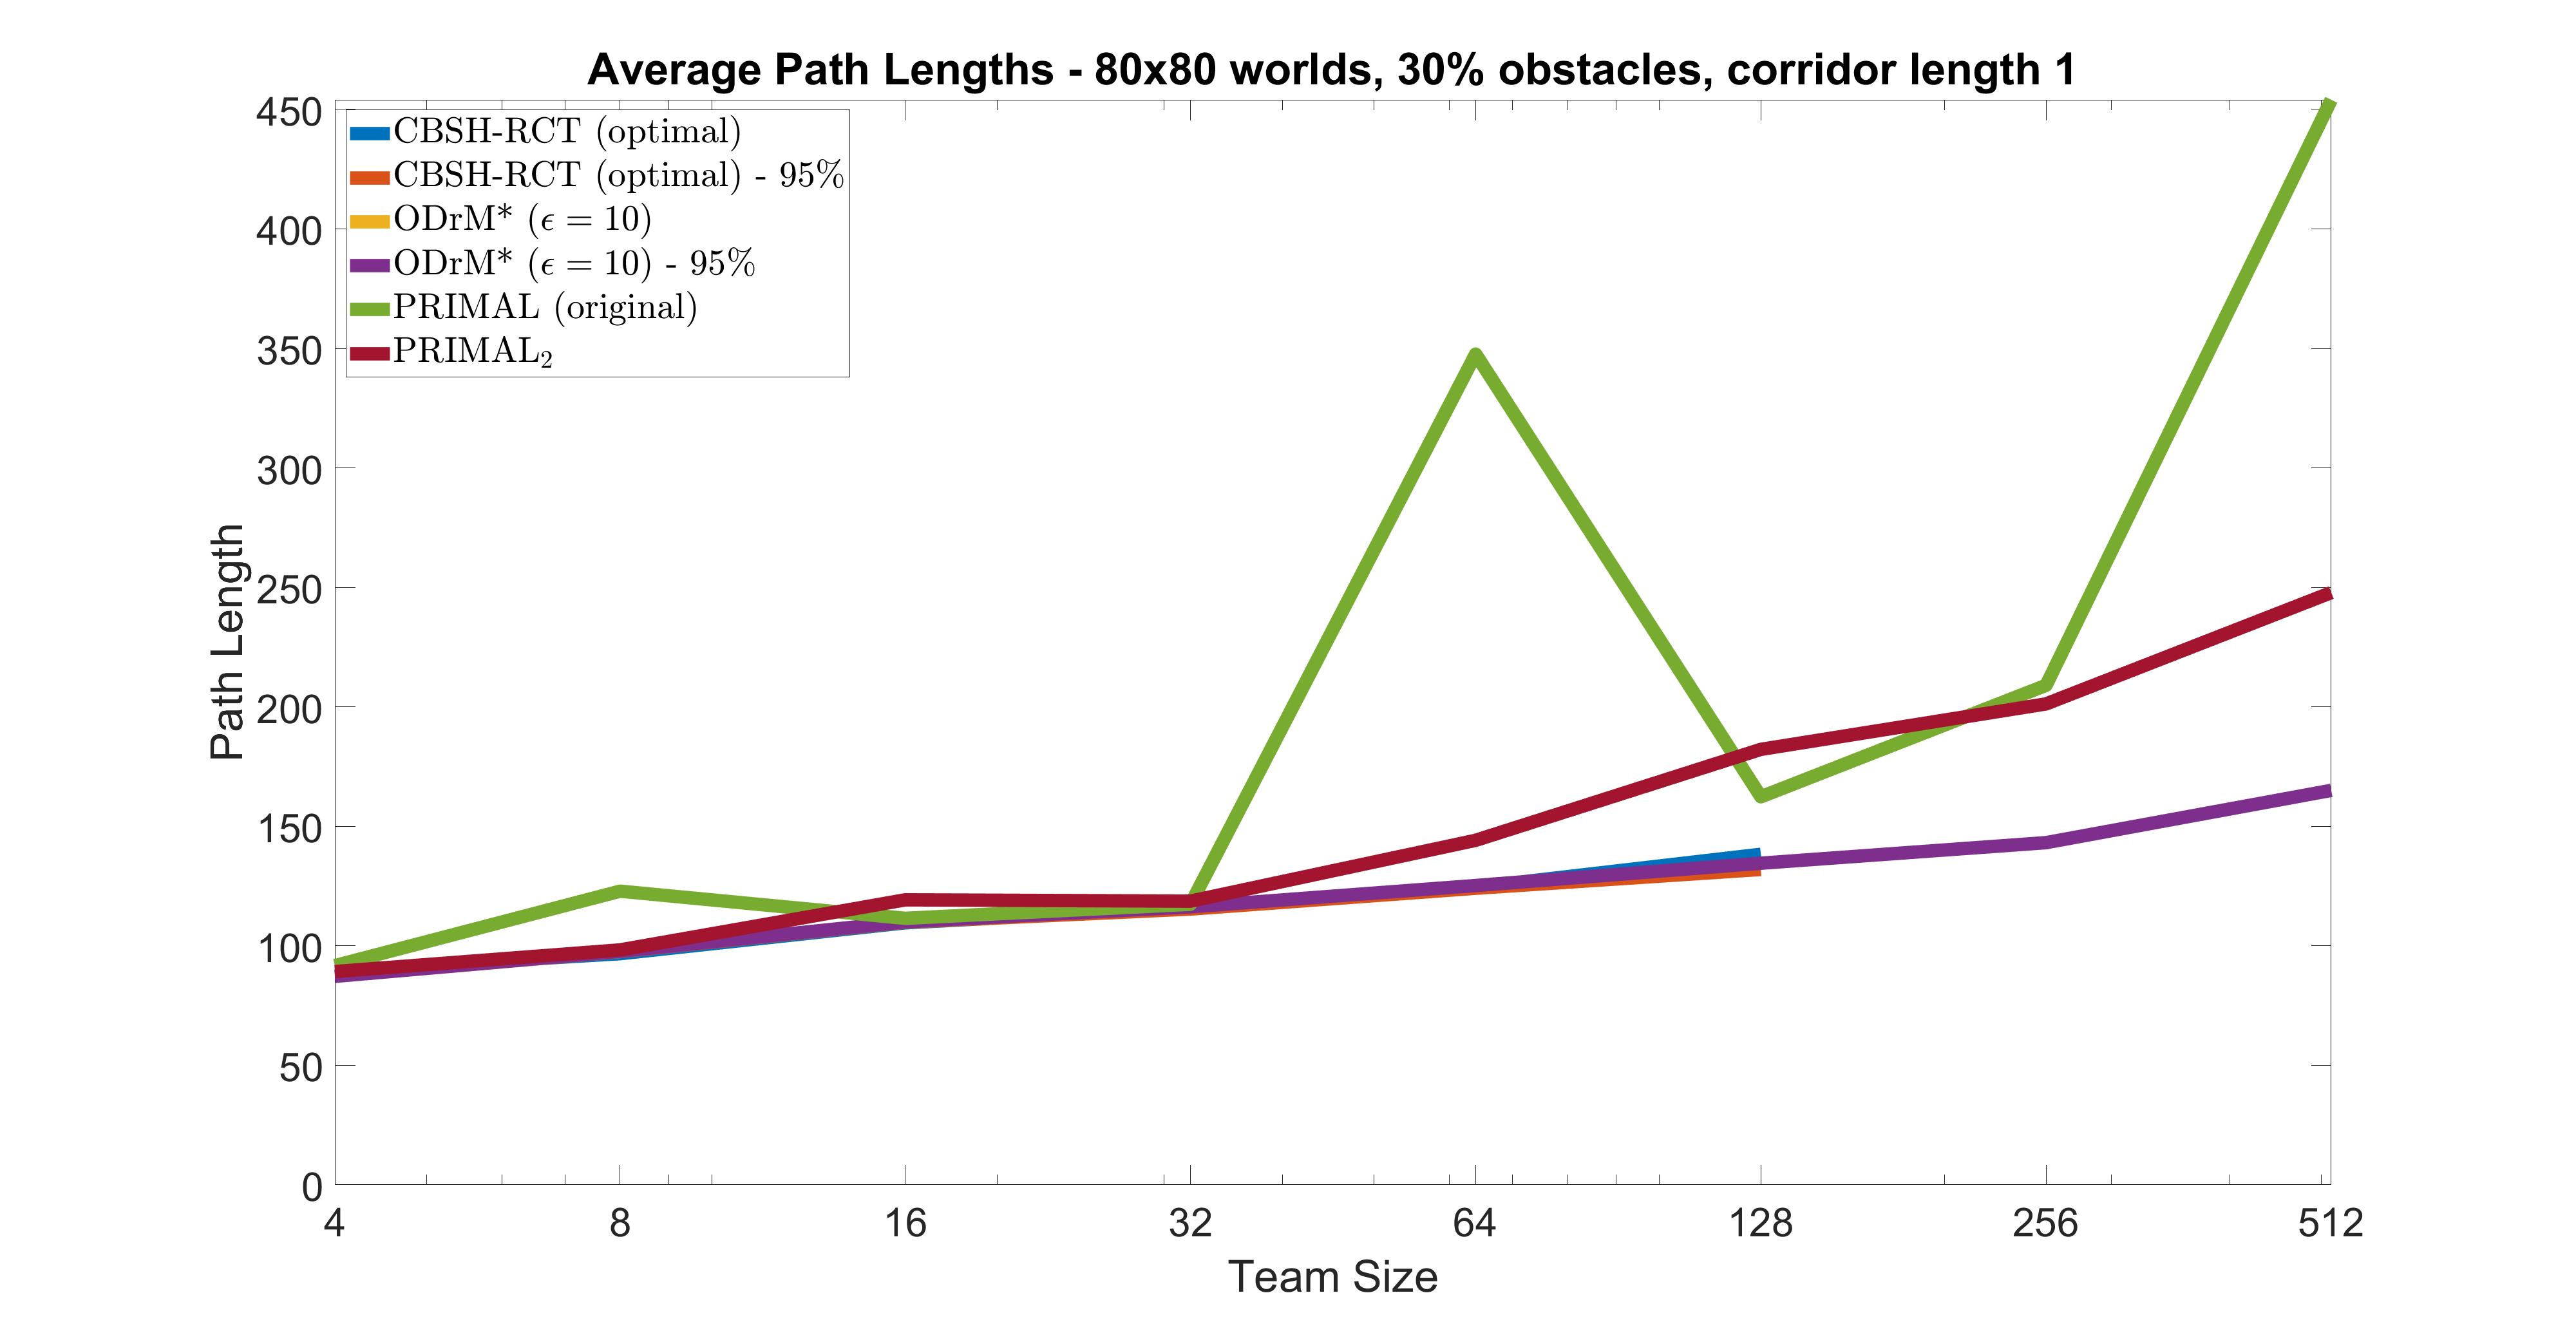 Average Path Lengths - 80x80 worlds, 30% obstacles, corridor length 1
CBSH-RCT (optimal)
CBSH-RCT (optimal) - 95%
ODrM* (ϵ = 10)
ODrM* (ϵ = 10) - 95%
PRIMAL (original)
PRIMAL₂
Path Length
450
400
350
300
250
200
150
100
50
0
4 8 16 32 64 128 256 512
Team Size